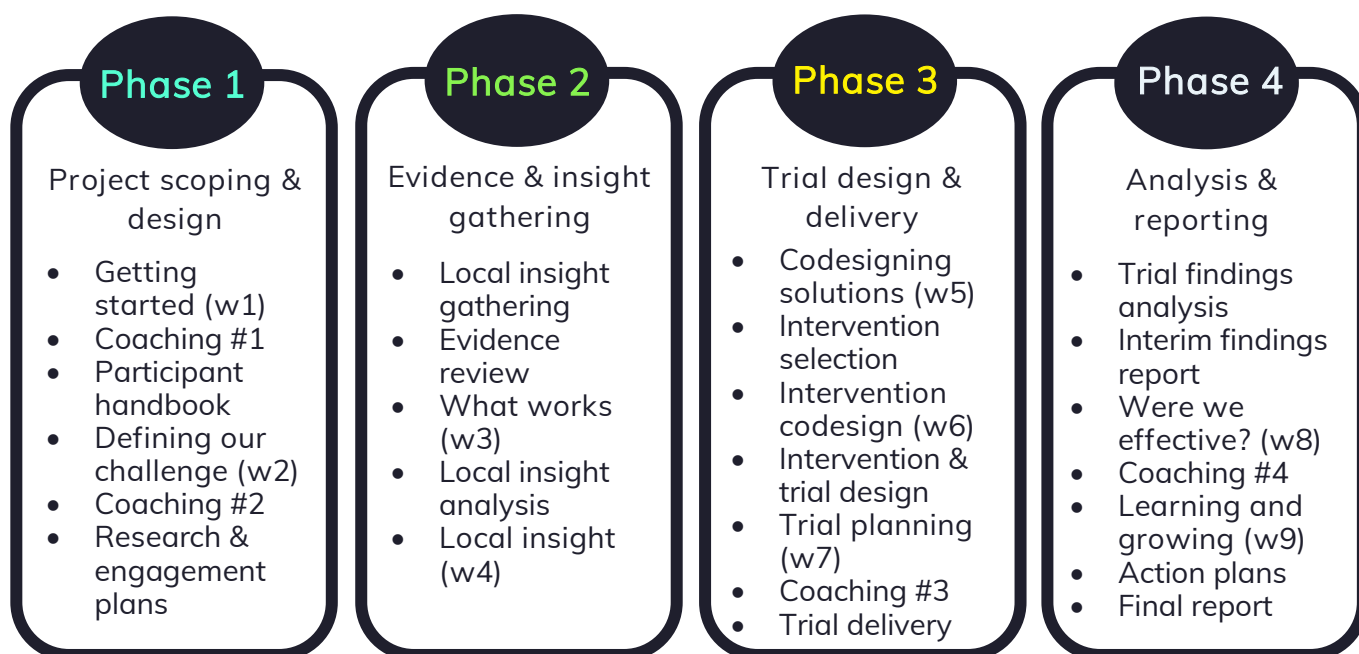 Phase 1
Project scoping &
design
• Getting
started (w1)
• Coaching #1
• Participant
handbook
• Defining our
challenge (w2)
• Coaching #2
• Research &
engagement
plans
Phase 2
Evidence & insight
gathering
• Local insight
gathering
• Evidence
review
• What works
(w3)
• Local insight
analysis
• Local insight
(w4)
Phase 3
Trial design &
delivery
• Codesigning
solutions (w5)
• Intervention
selection
• Intervention
codesign (w6)
• Intervention &
trial design
• Trial planning
(w7)
• Coaching #3
• Trial delivery
Phase 4
Analysis &
reporting
• Trial findings
analysis
• Interim findings
report
• Were we
effective? (w8)
• Coaching #4
• Learning and
growing (w9)
• Action plans
• Final report